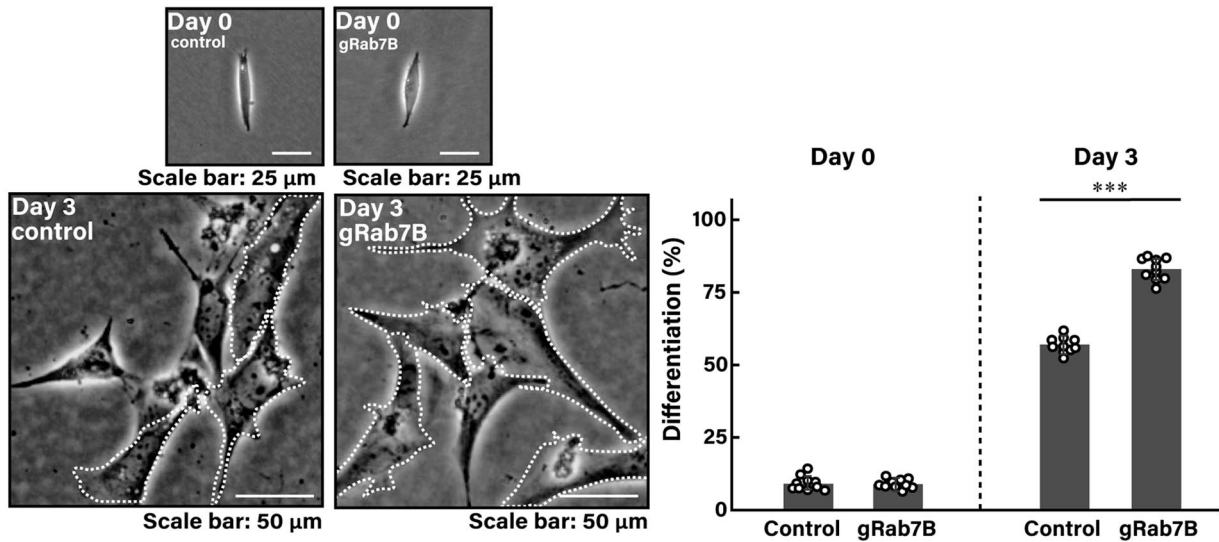 Day 0
control
Day 0
gRab7B
Scale bar: 25 μm
Scale bar: 25 μm
Day 3
control
Day 3
gRab7B
Scale bar: 50 μm
Scale bar: 50 μm
Day 0
Day 3
***
Differentiation (%)
100
75
50
25
0
Control
gRab7B
Control
gRab7B